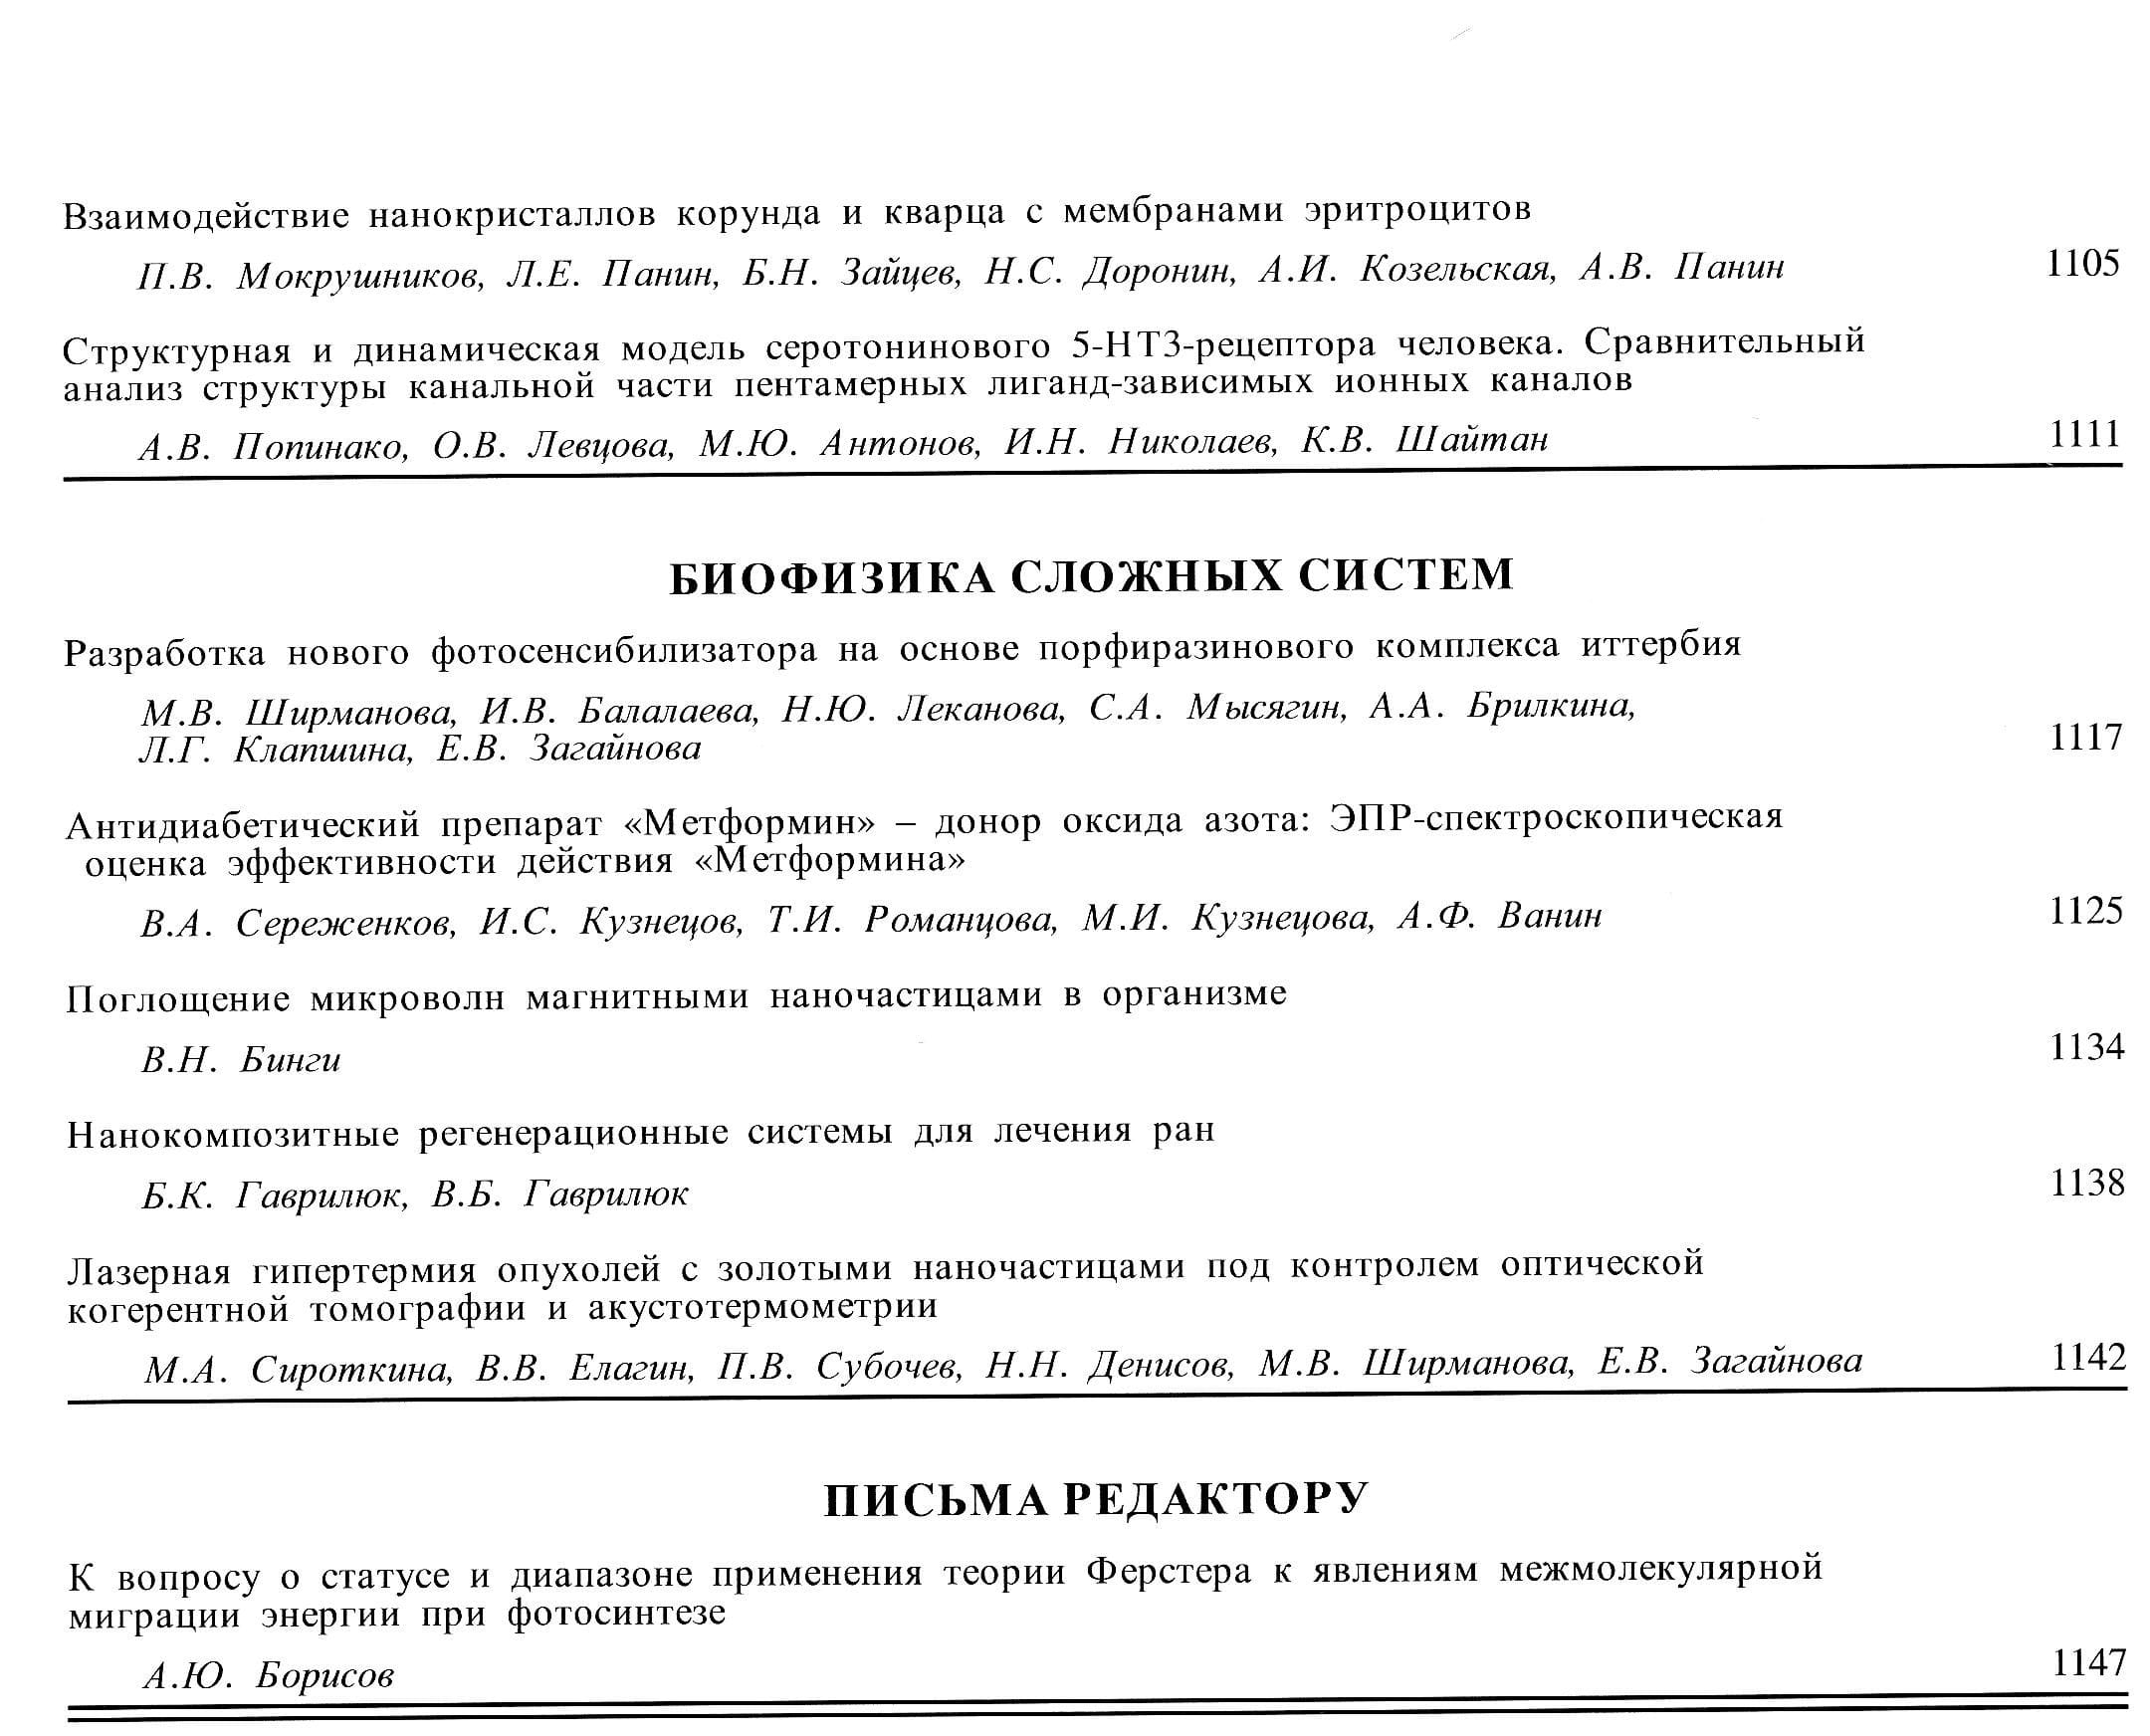 Взаимодействие нанокристаллов корунда и кварца с мембранами эритроцитов
П.В. Мокрушников, Л.Е. Панин, Б.Н. Зайцев, Н.С. Доронин, А.И. Козельская, А.В. Панин 1105
Структурная и динамическая модель серотонинового 5-НТ3-рецептора человека. Сравнительный
анализ структуры канальной части пентамерных лиганд-зависимых ионных каналов
А.В. Попинако, О.В. Левцова, М.Ю. Антонов, И.Н. Николаев, К.В. Шайтан 1111
БИОФИЗИКА СЛОЖНЫХ СИСТЕМ
Разработка нового фотосенсибилизатора на основе порфиразинового комплекса иттербия
М.В. Ширманова, И.В. Балалаева, Н.Ю. Леканова, С.А. Мысягин, А.А. Брилкина,
Л.Г. Клапшина, Е.В. Загайнова 1117
Антидиабетический препарат «Метформин» – донор оксида азота: ЭПР-спектроскопическая
оценка эффективности действия «Метформина»
В.А. Сереженков, И.С. Кузнецов, Т.И. Романцова, М.И. Кузнецова, А.Ф. Ванин 1125
Поглощение микроволн магнитными наночастицами в организме
В.Н. Бинги 1134
Нанокомпозитные регенерационные системы для лечения ран
Б.К. Гаврилюк, В.Б. Гаврилюк 1138
Лазерная гипертермия опухолей с золотыми наночастицами под контролем оптической
когерентной томографии и акустотермометрии
М.А. Сироткина, В.В. Елагин, П.В. Субочев, Н.Н. Денисов, М.В. Ширманова, Е.В. Загайнова 1142
ПИСЬМА РЕДАКТОРУ
К вопросу о статусе и диапазоне применения теории Ферстера к явлениям межмолекулярной
миграции энергии при фотосинтезе
А.Ю. Борисов 1147